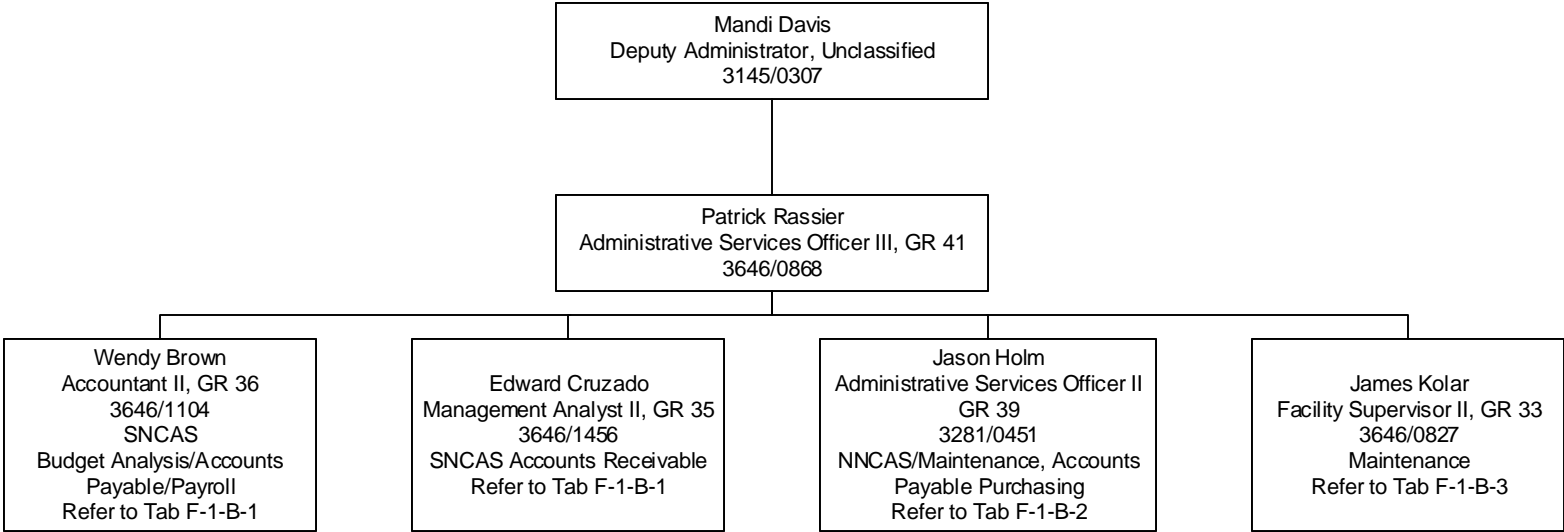 Mandi Davis
Deputy Administrator, Unclassified
3145/0307
Patrick Rassier
Administrative Services Officer III, GR 41
3646/0868
Wendy Brown
Accountant II, GR 36
3646/1104
SNCAS
Budget Analysis/Accounts
Payable/Payroll
Refer to Tab F-1-B-1
Edward Cruzado
Management Analyst II, GR 35
3646/1456
SNCAS Accounts Receivable
Refer to Tab F-1-B-1
Jason Holm
Administrative Services Officer II
GR 39
3281/0451
NNCAS/Maintenance, Accounts
Payable Purchasing
Refer to Tab F-1-B-2
James Kolar
Facility Supervisor II, GR 33
3646/0827
Maintenance
Refer to Tab F-1-B-3